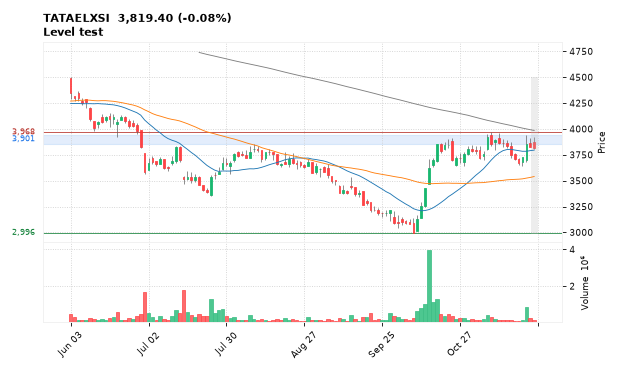 TATAELXSI 3,819.40 (-0.08%)
Level test
4750
4500
4250
4000
3750
3500
3250
3000
Price
3,968
3,901
2,996
4
2
Volume 10⁶
Jun 03
Jul 02
Jul 30
Aug 27
Sep 25
Oct 27